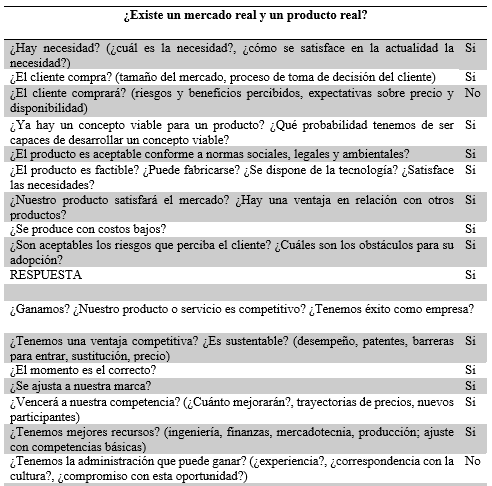 ¿Existe un mercado real y un producto real?
¿Hay necesidad? (¿cuál es la necesidad?, ¿cómo se satisface en la actualidad la Si
necesidad?)
¿El cliente compra? (tamaño del mercado, proceso de toma de decisión del cliente) Si
¿El cliente comprará? (riesgos y beneficios percibidos, expectativas sobre precio y No
disponibilidad)
¿Ya hay un concepto viable para un producto? ¿Qué probabilidad tenemos de ser Si
capaces de desarrollar un concepto viable?
¿El producto es aceptable conforme a normas sociales, legales y ambientales? Si
¿El producto es factible? ¿Puede fabricarse? ¿Se dispone de la tecnología? ¿Satisface Si
las necesidades?
¿Nuestro producto satisfará el mercado? ¿Hay una ventaja en relación con otros Si
productos?
¿Se produce con costos bajos? Si
¿Son aceptables los riesgos que perciba el cliente? ¿Cuáles son los obstáculos para su Si
adopción?
RESPUESTA Si
¿Ganamos? ¿Nuestro producto o servicio es competitivo? ¿Tenemos éxito como empresa?
¿Tenemos una ventaja competitiva? ¿Es sustentable? (desempeño, patentes, barreras Si
para entrar, sustitución, precio)
¿El momento es el correcto? Si
¿Se ajusta a nuestra marca? Si
¿Vencerá a nuestra competencia? (¿Cuánto mejorarán?, trayectorias de precios, nuevos Si
participantes)
¿Tenemos mejores recursos? (ingeniería, finanzas, mercadotecnia, producción; ajuste Si
con competencias básicas)
¿Tenemos la administración que puede ganar? (¿experiencia?, ¿correspondencia con la No
cultura?, ¿compromiso con esta oportunidad?)